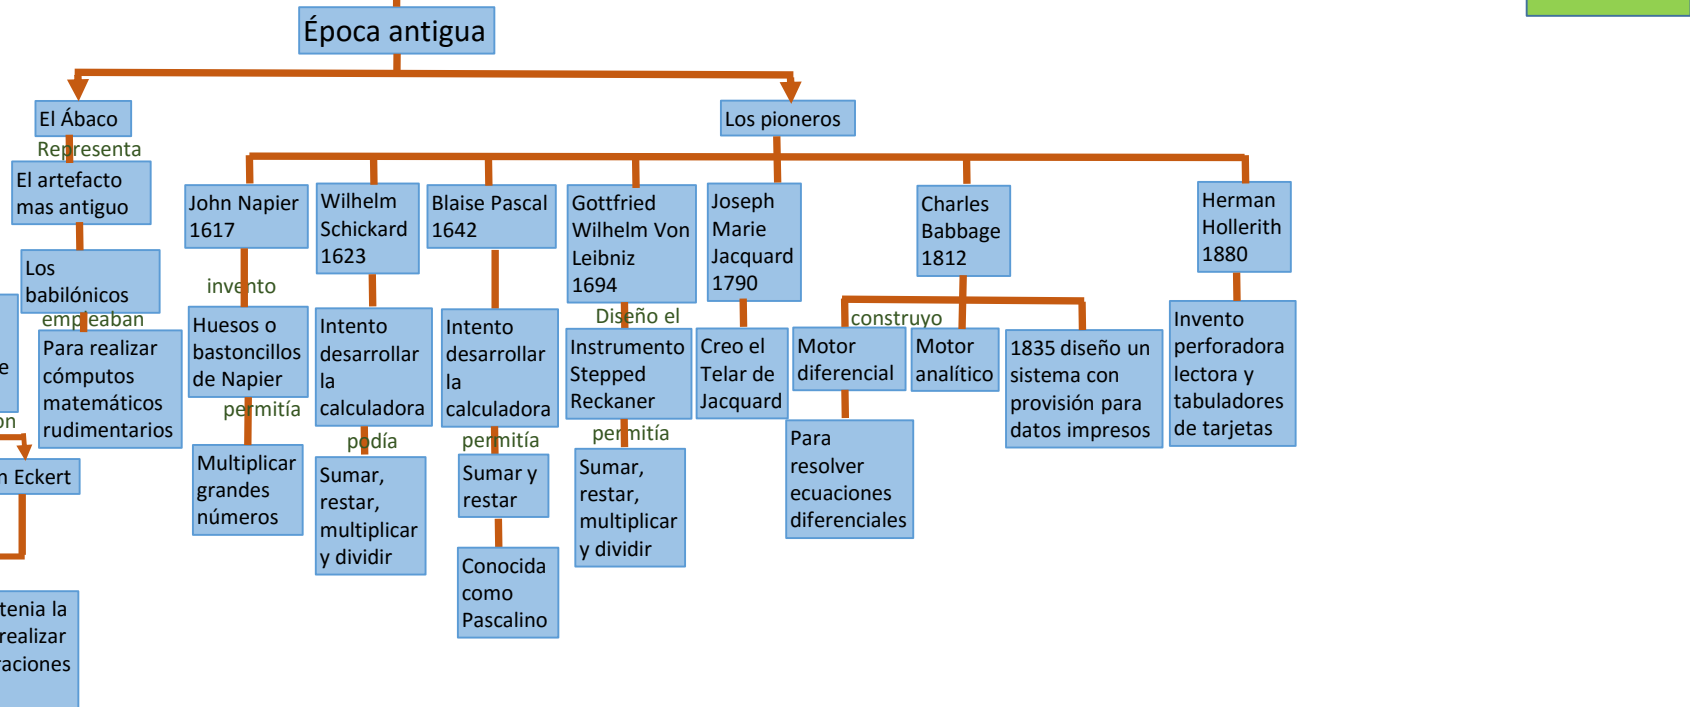 Época antigua
El Ábaco
Representa
El artefacto
mas antiguo
Los
babilónicos
empleaban
Para realizar
cómputos
matemáticos
rudimentarios
Los pioneros
John Napier
1617
invento
Huesos o
bastoncillos
de Napier
permitía
Multiplicar
grandes
números
Wilhelm
Schickard
1623
Intento
desarrollar
la
calculadora
podía
Sumar,
restar,
multiplicar
y dividir
Blaise Pascal
1642
Intento
desarrollar
la
calculadora
permitía
Sumar y
restar
Conocida
como
Pascalino
Gottfried
Wilhelm Von
Leibniz
1694
Diseño el
Instrumento
Stepped
Reckaner
permitía
Sumar,
restar,
multiplicar
y dividir
Joseph
Marie
Jacquard
1790
Creo el
Telar de
Jacquard
Charles
Babbage
1812
construyo
Motor
diferencial
Para
resolver
ecuaciones
diferenciales
Motor
analítico
1835 diseño un
sistema con
provisión para
datos impresos
Herman
Hollerith
1880
Invento
perforadora
lectora y
tabuladores
de tarjetas
Eckert
tenia la
realizar